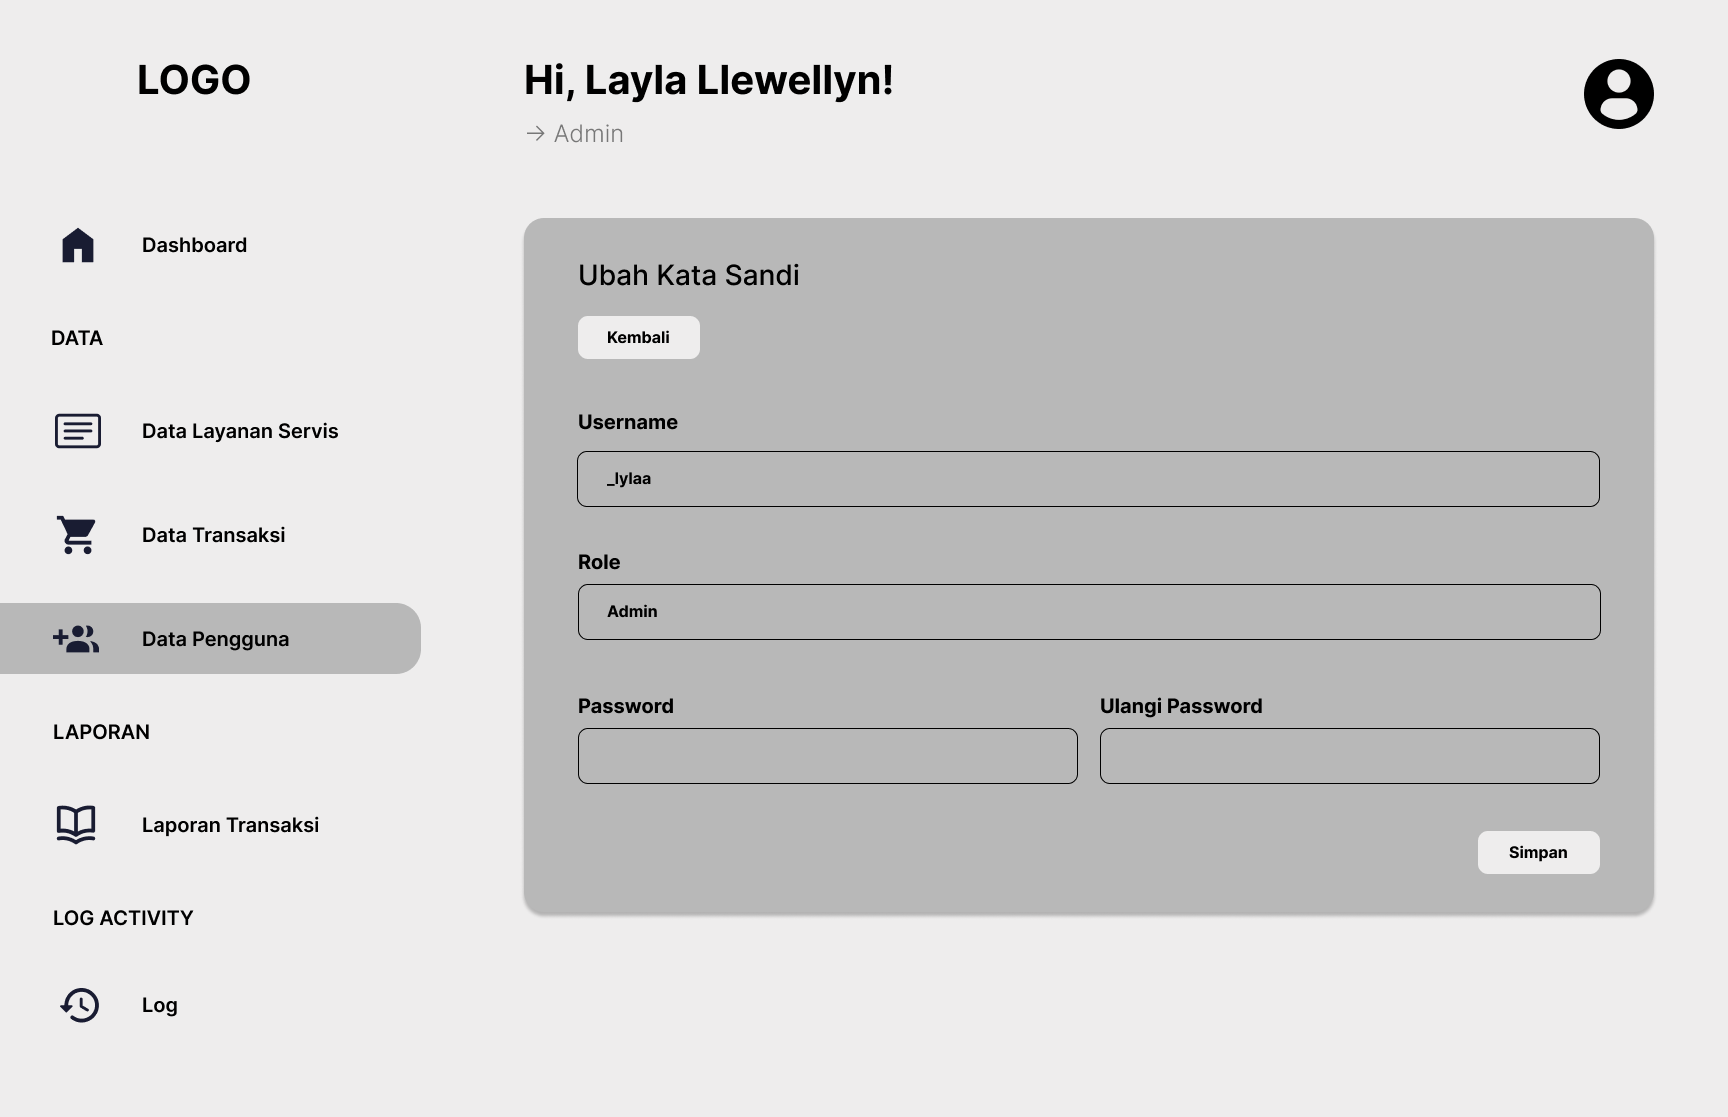 LOGO
Hi, Layla Llewellyn!
→ Admin
Dashboard
DATA
Data Layanan Servis
Data Transaksi
Data Pengguna
LAPORAN
Laporan Transaksi
LOG ACTIVITY
Log
Ubah Kata Sandi
Kembali
Username
_lylaa
Role
Admin
Password
Ulangi Password
Simpan